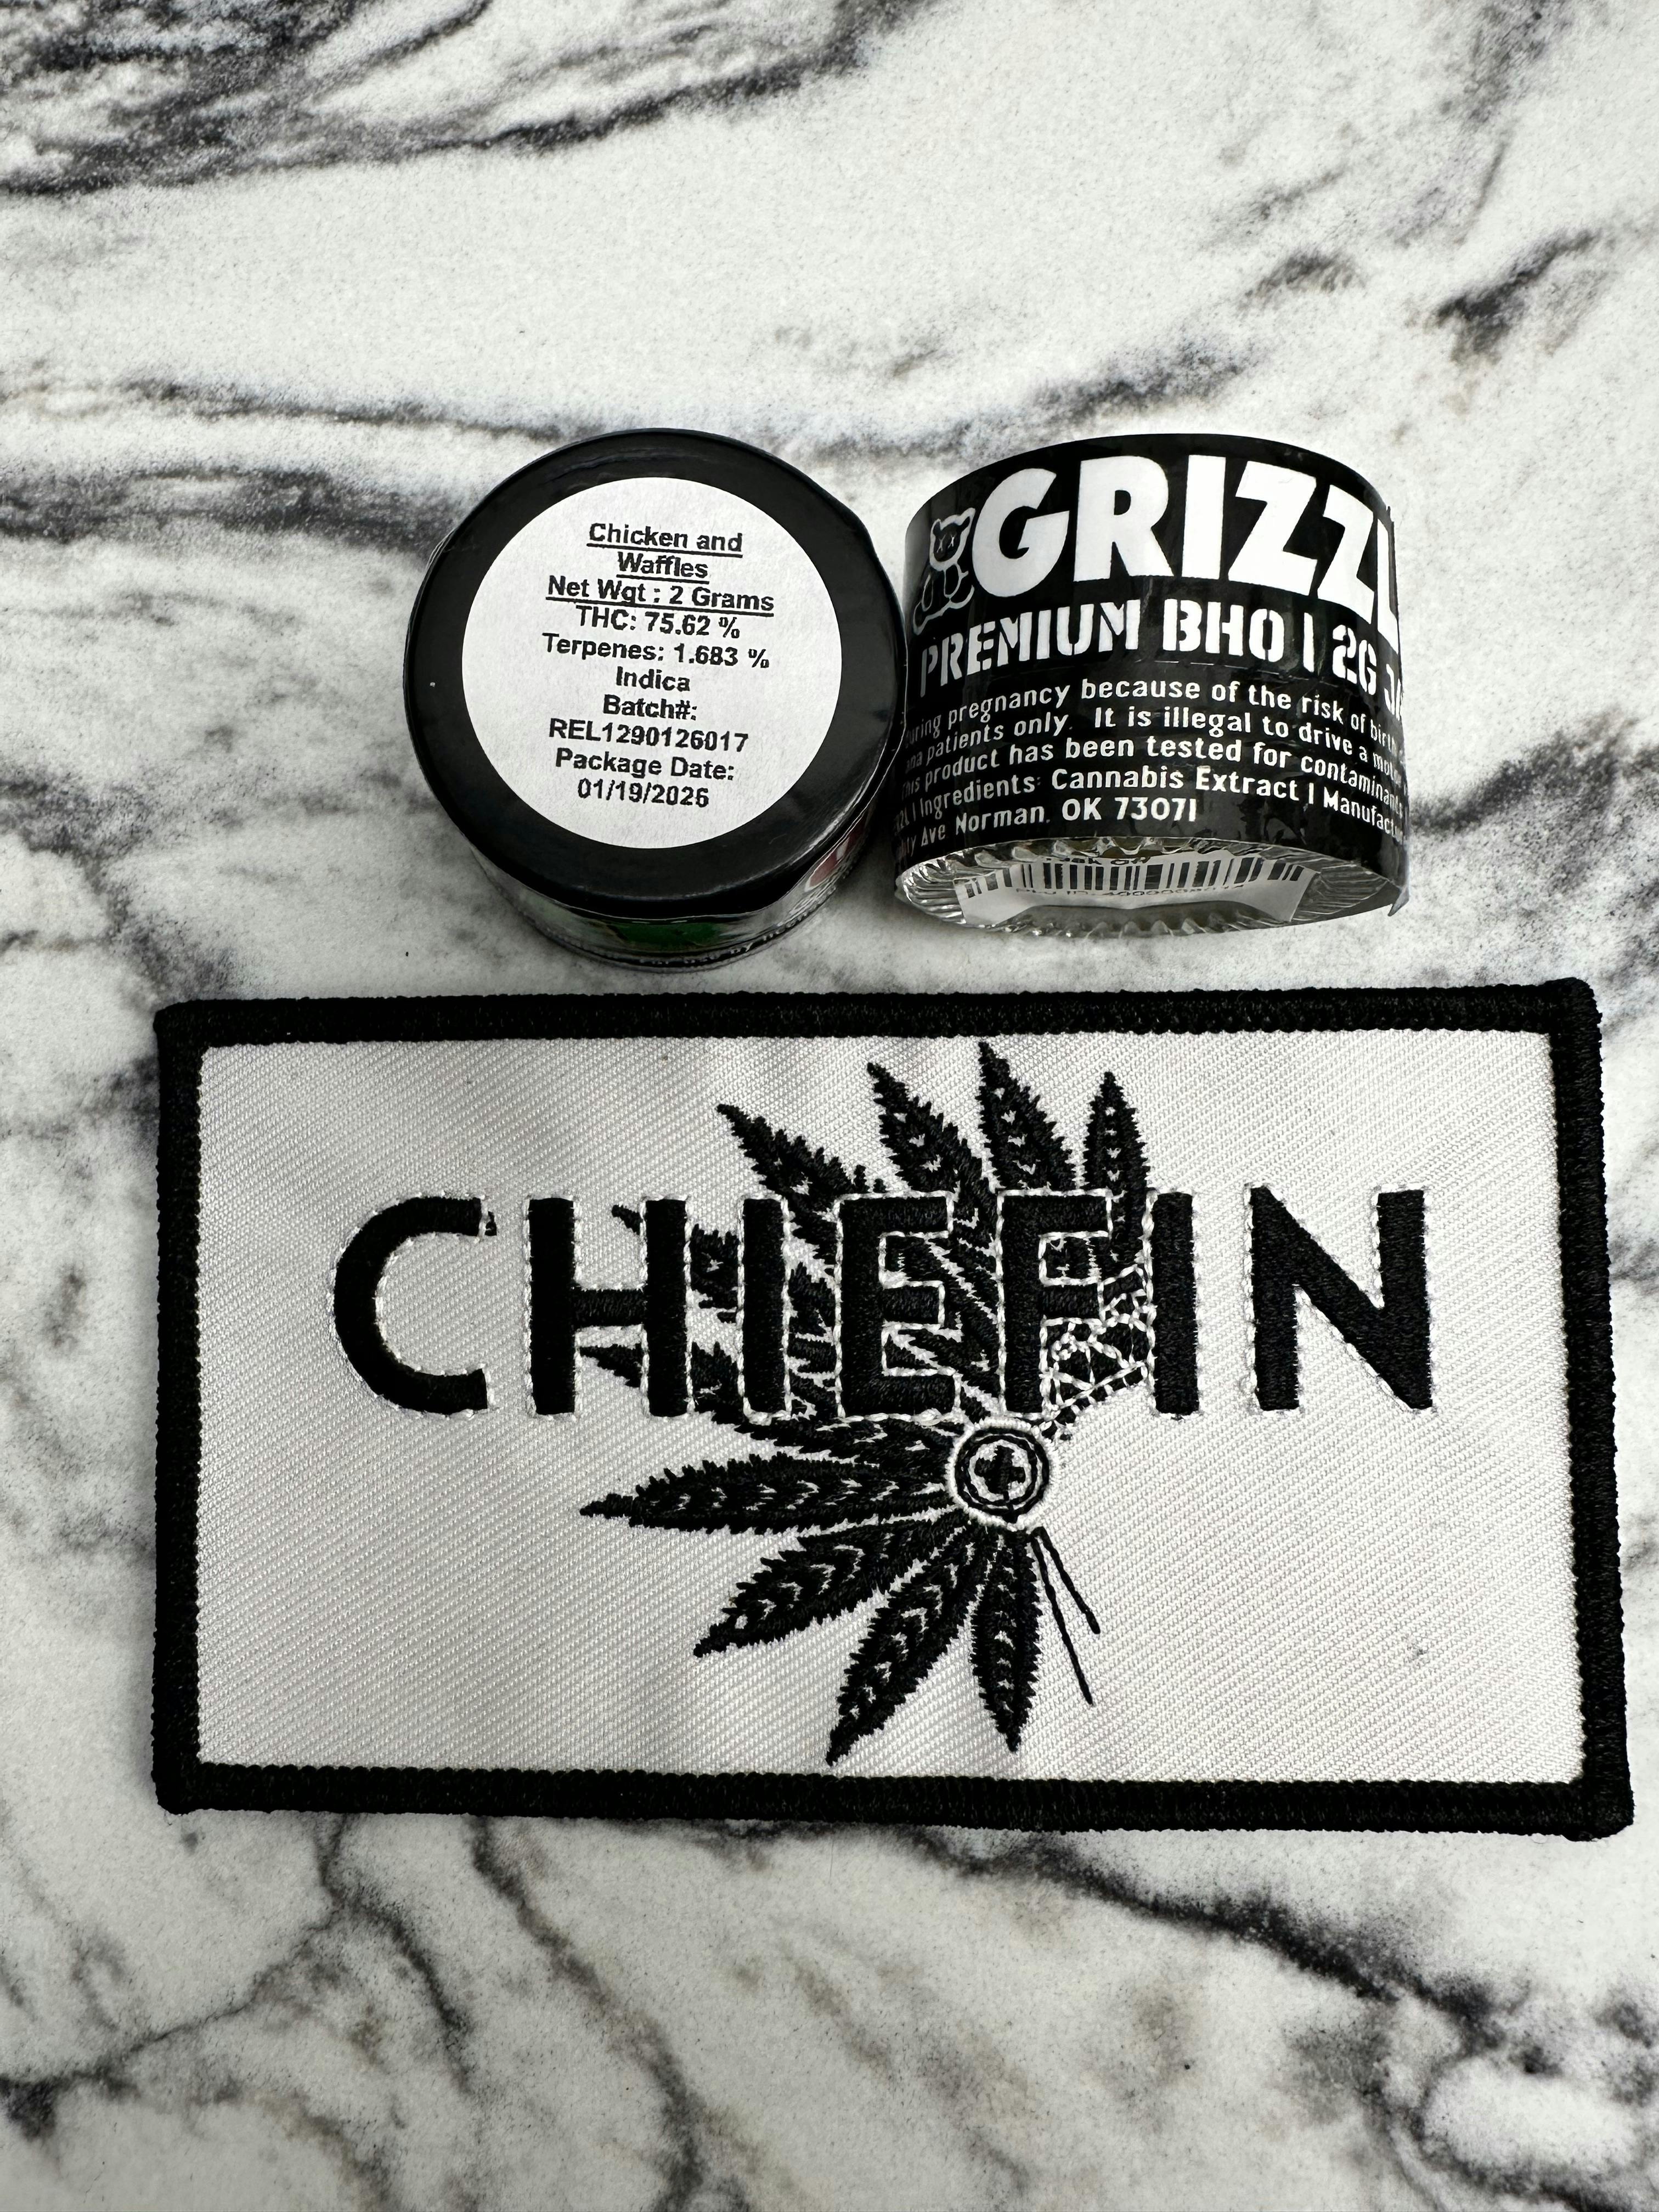 Chicken and
Waffles
Net Wgt : 2 Grams
THC: 75.62 %
Terpenes: 1.683 %
Indica
Batch#:
REL1290126017
Package Date:
01/19/2026
GRIZZL
PREMIUM BHO | 2G
pregnancy because of the risk of birth
patients only. It is illegal to drive a
This product has been tested for contaminants
| Ingredients: Cannabis Extract | Manufact
Ave Norman, OK 73071
CHIEFIN